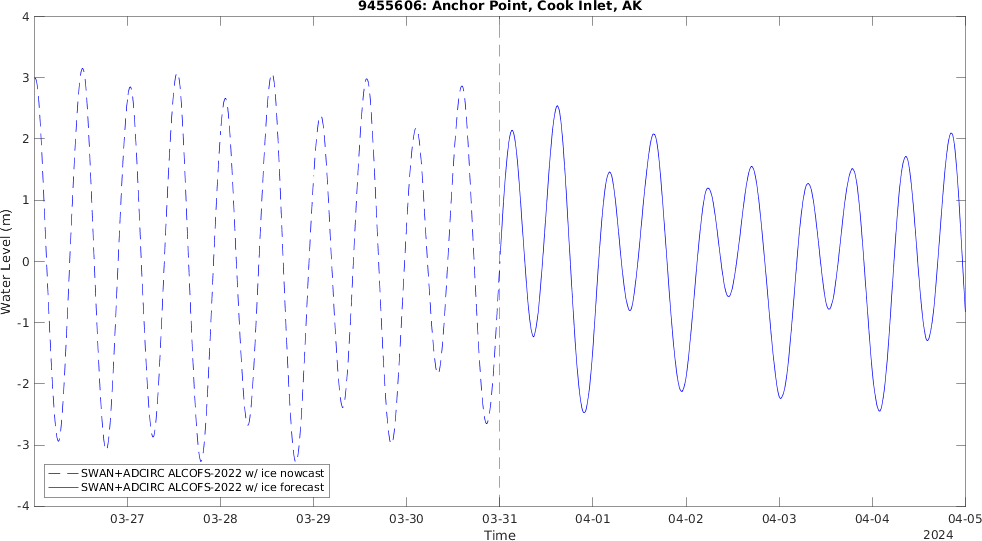 9455606: Anchor Point, Cook Inlet, AK
4
3
2
1
0
-1
-2
-3
-4
Water Level (m)
SWAN+ADCIRC ALCOFS-2022 w/ ice nowcast
SWAN+ADCIRC ALCOFS-2022 w/ ice forecast
03-27 03-28 03-29 03-30 03-31 04-01 04-02 04-03 04-04 04-05
Time
2024